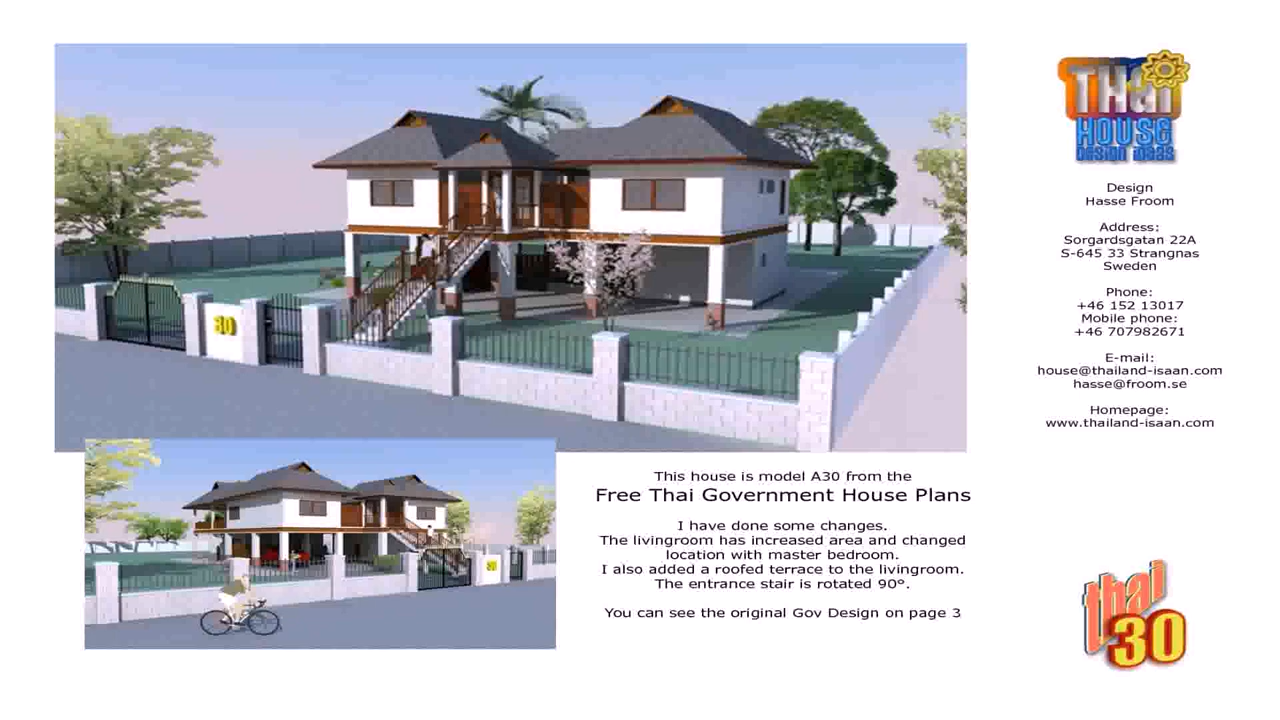 THai
HOUSE
DESIGN IDEAS
Design
Hasse Froom
Address:
Sorgardsgatan 22A
S-645 33 Strangnas
Sweden
Phone:
+46 152 13017
Mobile phone:
+46 707982671
E-mail:
house@thailand-isaan.com
hasse@froom.se
Homepage:
www.thailand-isaan.com
30
30
This house is model A30 from the
Free Thai Government House Plans
I have done some changes.
The livingroom has increased area and changed
location with master bedroom.
I also added a roofed terrace to the livingroom.
The entrance stair is rotated 90°.
You can see the original Gov Design on page 3
thai
30